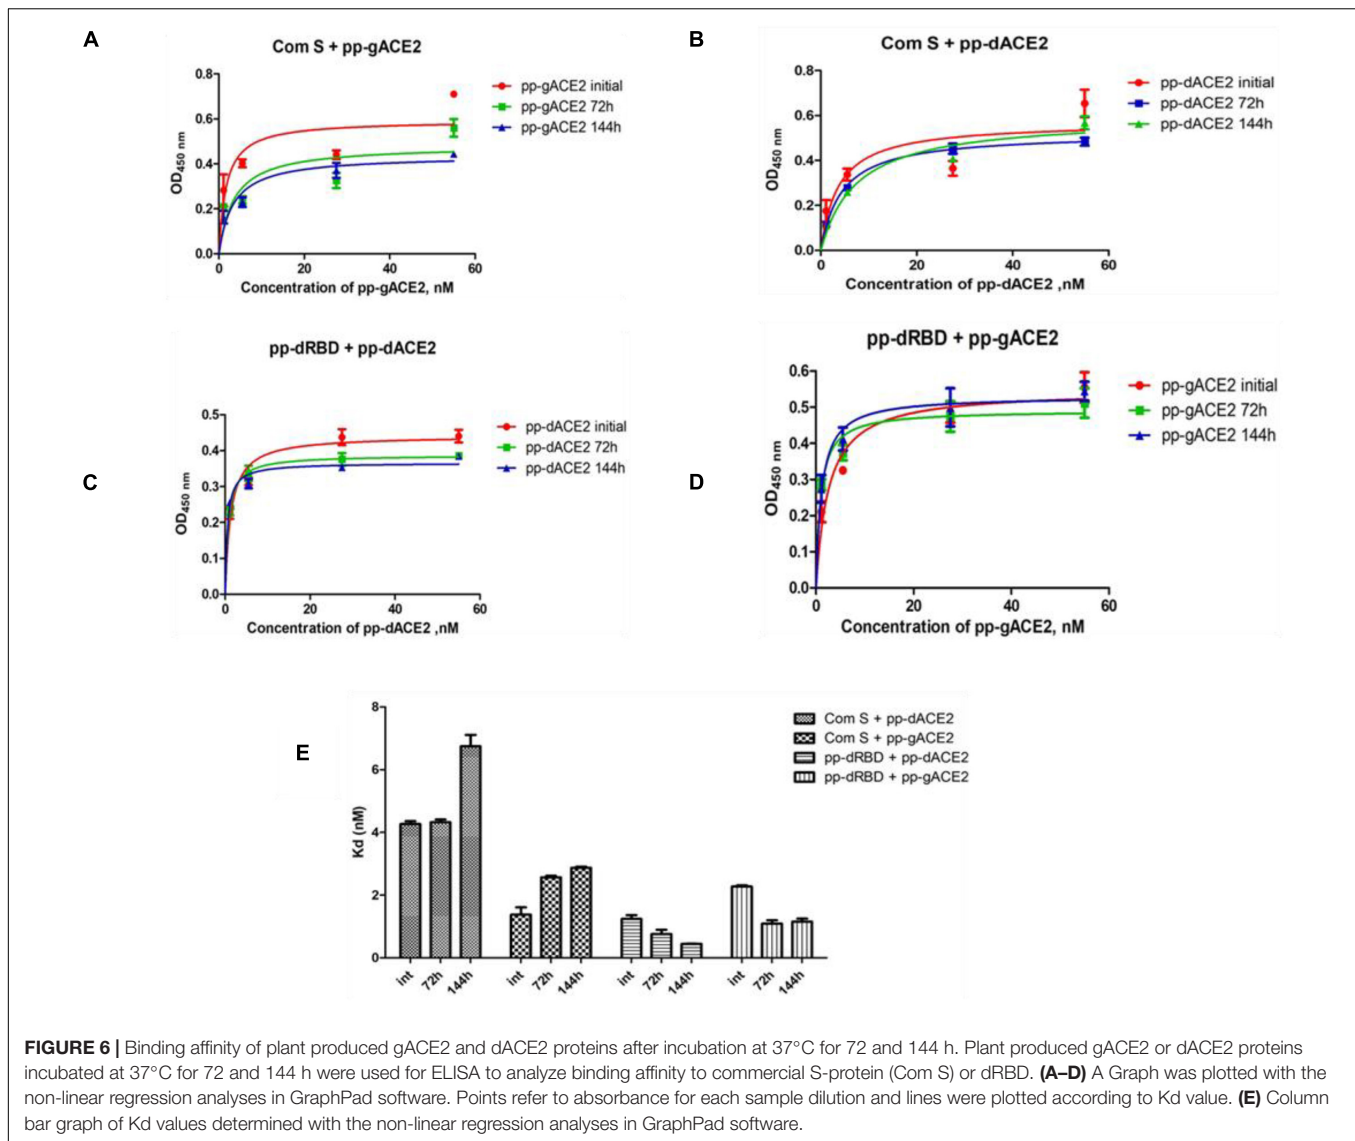 A
Com S + pp-gACE2
pp-gACE2 initial
pp-gACE2 72h
pp-gACE2 144h
OD450 nm
0.8
0.6
0.4
0.2
0.0
0 20 40 60
Concentration of pp-gACE2, nM
B
Com S + pp-dACE2
pp-dACE2 initial
pp-dACE2 72h
pp-dACE2 144h
OD450 nm
0.8
0.6
0.4
0.2
0.0
0 20 40 60
Concentration of pp-dACE2 ,nM
C
pp-dRBD + pp-dACE2
pp-dACE2 initial
pp-dACE2 72h
pp-dACE2 144h
OD450 nm
0.5
0.4
0.3
0.2
0.1
0.0
0 20 40 60
Concentration of pp-dACE2 ,nM
D
pp-dRBD + pp-gACE2
pp-gACE2 initial
pp-gACE2 72h
pp-gACE2 144h
OD450 nm
0.6
0.5
0.4
0.3
0.2
0.1
0.0
0 20 40 60
Concentration of pp-gACE2, nM
E
Com S + pp-dACE2
Com S + pp-gACE2
pp-dRBD + pp-dACE2
pp-dRBD + pp-gACE2
Kd (nM)
8
6
4
2
0
int 72h 144h int 72h 144h int 72h 144h int 72h 144h
FIGURE 6 | Binding affinity of plant produced gACE2 and dACE2 proteins after incubation at 37°C for 72 and 144 h. Plant produced gACE2 or dACE2 proteins
incubated at 37°C for 72 and 144 h were used for ELISA to analyze binding affinity to commercial S-protein (Com S) or dRBD. (A–D) A Graph was plotted with the
non-linear regression analyses in GraphPad software. Points refer to absorbance for each sample dilution and lines were plotted according to Kd value. (E) Column
bar graph of Kd values determined with the non-linear regression analyses in GraphPad software.